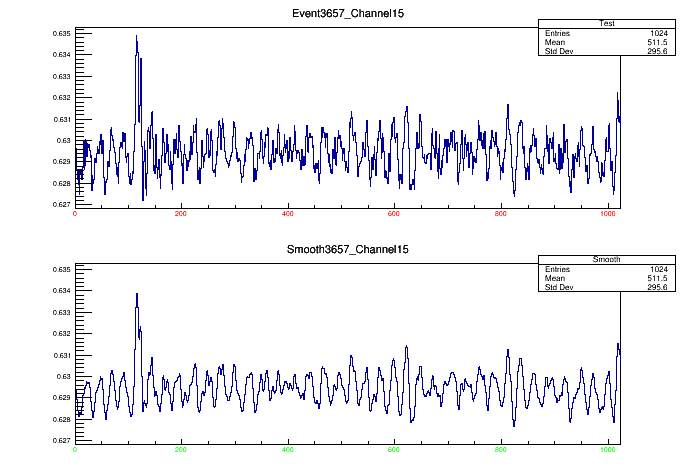 Event3657_Channel15
Test
Entries 1024
Mean 511.5
Std Dev 295.6
0.635
0.634
0.633
0.632
0.631
0.63
0.629
0.628
0.627
0 200 400 600 800 1000
Smooth3657_Channel15
Smooth
Entries 1024
Mean 511.5
Std Dev 295.6
0.635
0.634
0.633
0.632
0.631
0.63
0.629
0.628
0.627
0 200 400 600 800 1000